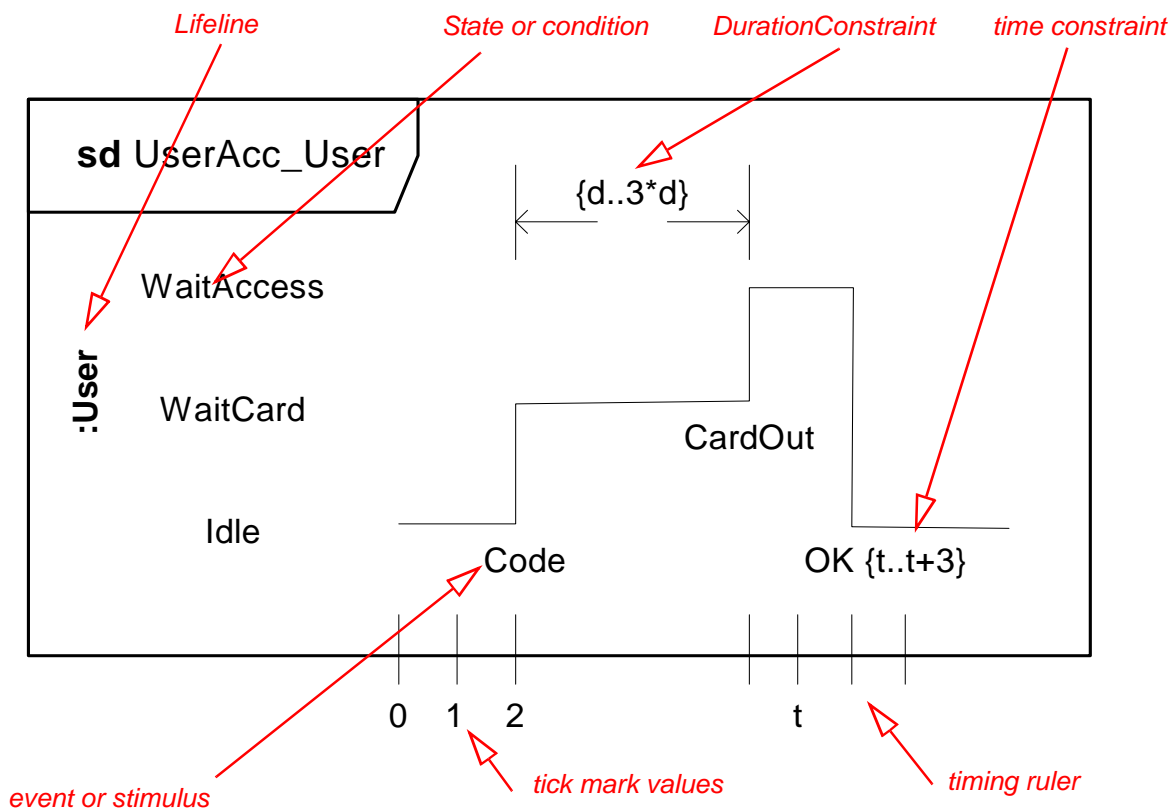 Lifeline
State or condition
DurationConstraint
time constraint
sd UserAcc_User
{d..3*d}
WaitAccess
:User
WaitCard
CardOut
Idle
Code
OK {t..t+3}
0 1 2 t
event or stimulus
tick mark values
timing ruler